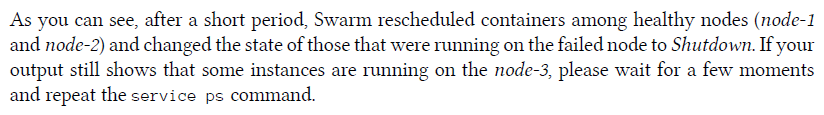 As you can see, after a short period, Swarm rescheduled containers among healthy nodes (node-1
and node-2) and changed the state of those that were running on the failed node to Shutdown. If your
output still shows that some instances are running on the node-3, please wait for a few moments
and repeat the service ps command.